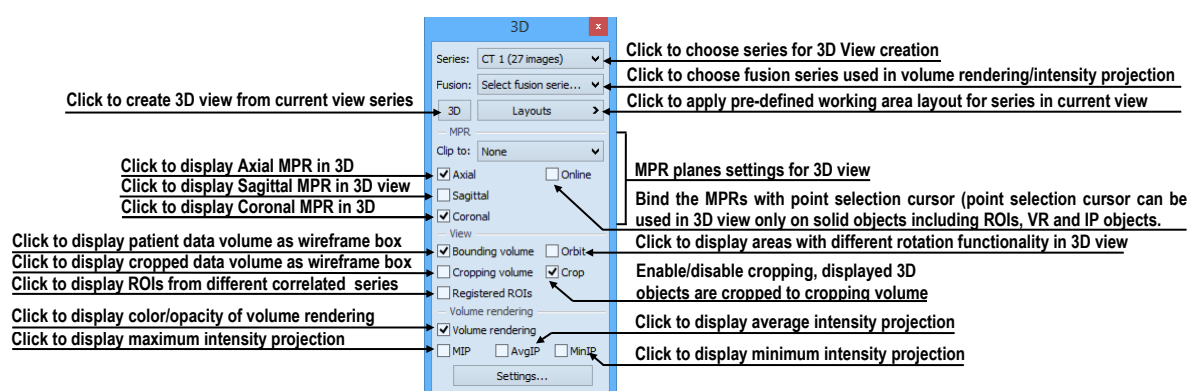 3D
x
Series: CT 1 (27 images)
Click to choose series for 3D View creation
Fusion: Select fusion serie...
Click to choose fusion series used in volume rendering/intensity projection
Click to create 3D view from current view series
3D Layouts >
Click to apply pre-defined working area layout for series in current view
MPR
Clip to: None
MPR planes settings for 3D view
Click to display Axial MPR in 3D
Axial Online
Click to display Sagittal MPR in 3D view
Sagittal
Click to display Coronal MPR in 3D
Coronal
Bind the MPRs with point selection cursor (point selection cursor can be
used in 3D view only on solid objects including ROIs, VR and IP objects.
View
Click to display patient data volume as wireframe box
Bounding volume Orbit
Click to display areas with different rotation functionality in 3D view
Click to display cropped data volume as wireframe box
Cropping volume Crop
Enable/disable cropping, displayed 3D
objects are cropped to cropping volume
Click to display ROIs from different correlated series
Registered ROIs
Volume rendering
Click to display color/opacity of volume rendering
Volume rendering
Click to display average intensity projection
Click to display maximum intensity projection
MIP AvgIP MinIP
Click to display minimum intensity projection
Settings...